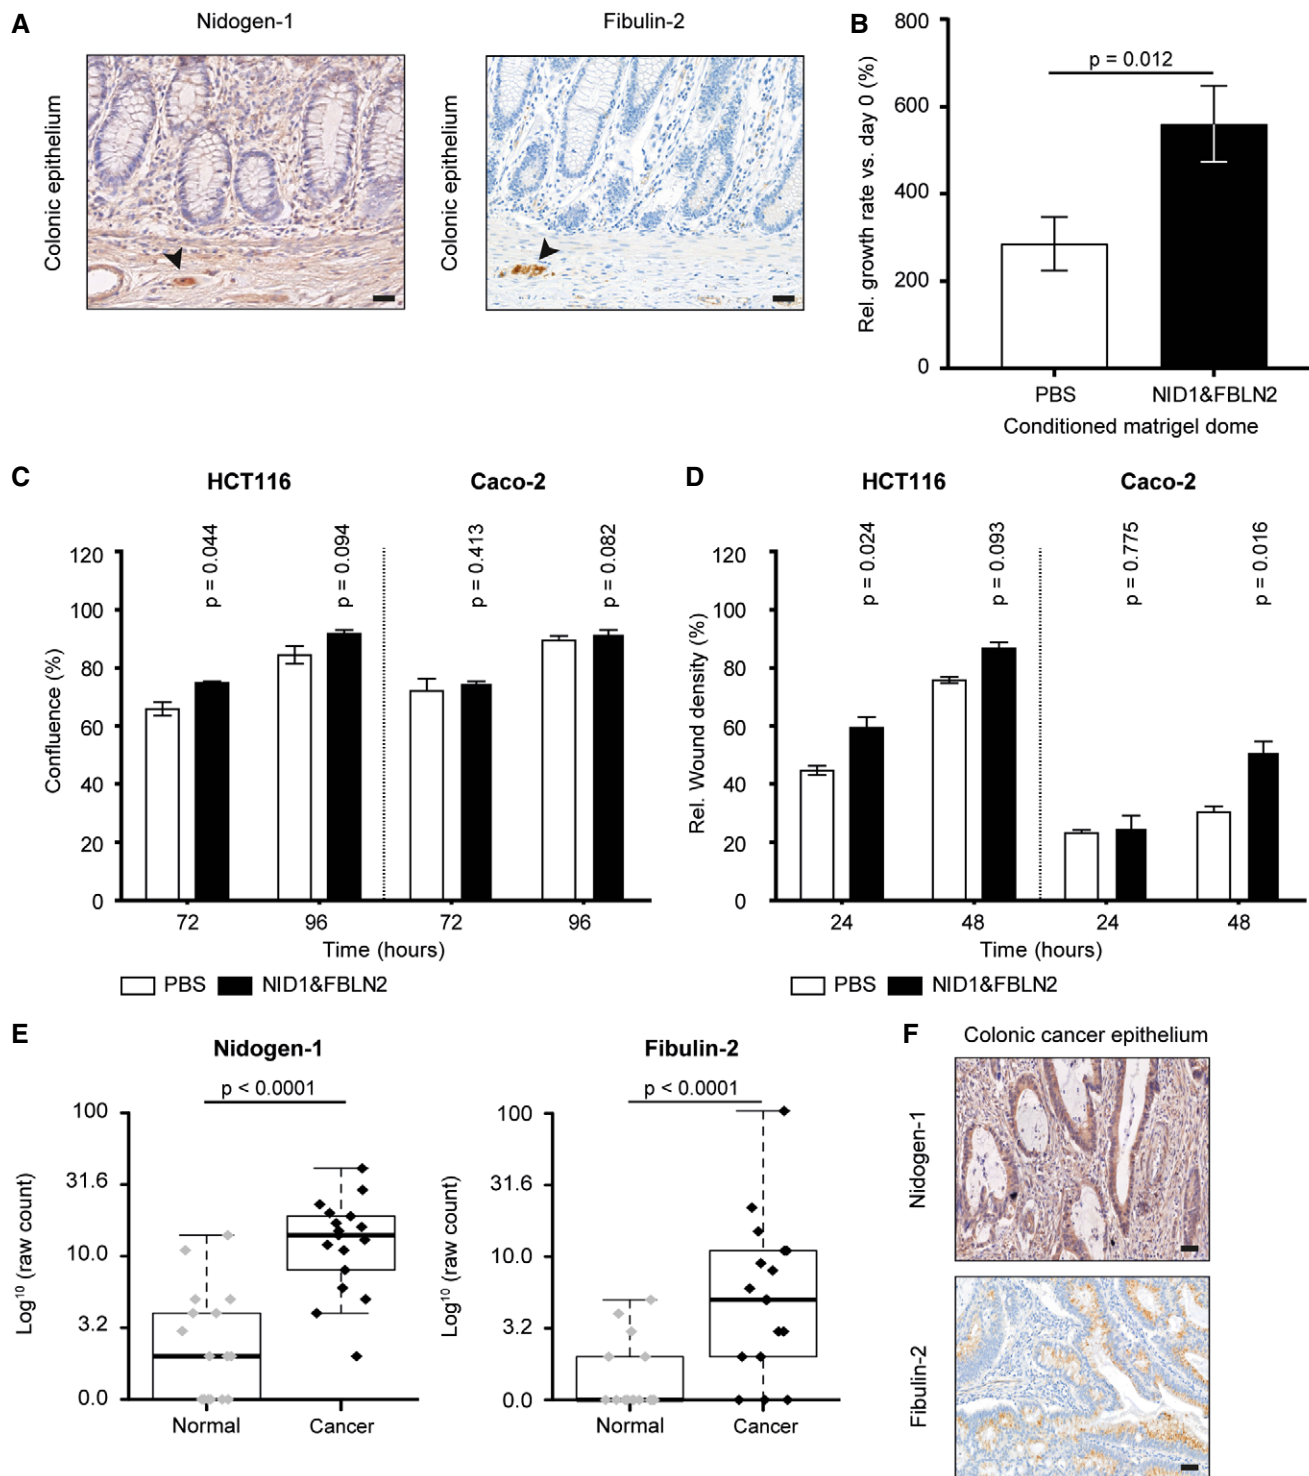 A
Nidogen-1
Fibulin-2
Colonic epithelium
Colonic epithelium
B
Rel. growth rate vs. day 0 (%)
800
600
400
200
0
p = 0.012
PBS
NID1&FBLN2
Conditioned matrigel dome
C
HCT116
Caco-2
Confluence (%)
120
100
80
60
40
20
0
p = 0.044
p = 0.094
p = 0.413
p = 0.082
72
96
72
96
Time (hours)
PBS
NID1&FBLN2
D
HCT116
Caco-2
Rel. Wound density (%)
120
100
80
60
40
20
0
p = 0.024
p = 0.093
p = 0.775
p = 0.016
24
48
24
48
Time (hours)
PBS
NID1&FBLN2
E
Nidogen-1
p < 0.0001
Log¹⁰ (raw count)
100
31.6
10.0
3.2
0.0
Normal
Cancer
Fibulin-2
p < 0.0001
Log¹⁰ (raw count)
100
31.6
10.0
3.2
0.0
Normal
Cancer
F
Colonic cancer epithelium
Nidogen-1
Fibulin-2